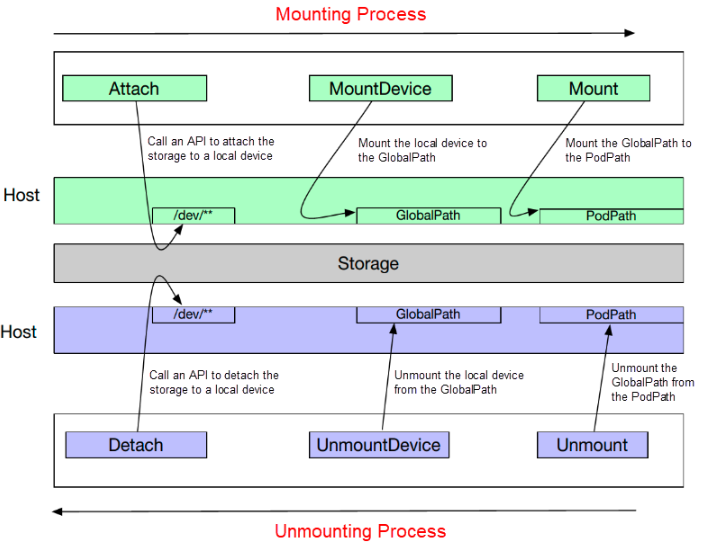 Mounting Process
Attach
MountDevice
Mount
Call an API to attach the
storage to a local device
Mount the local device to
the GlobalPath
Mount the GlobalPath to
the PodPath
Host
/dev/**
GlobalPath
PodPath
Storage
Host
/dev/**
GlobalPath
PodPath
Call an API to detach the
storage to a local device
Unmount the local device
from the GlobalPath
Unmount the
GlobalPath from
the PodPath
Detach
UnmountDevice
Unmount
Unmounting Process